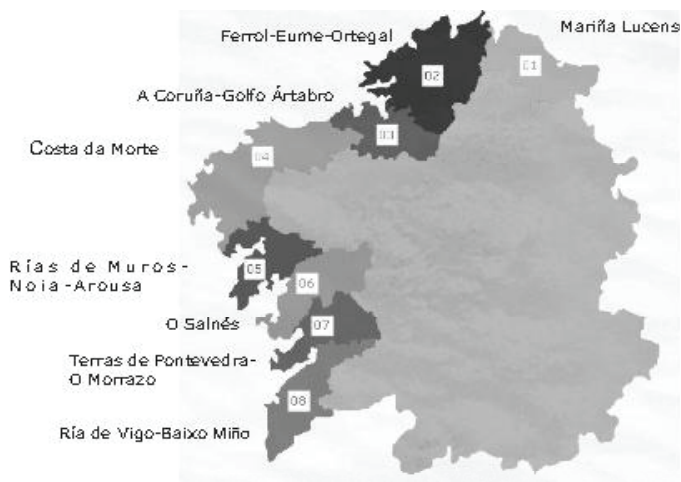 Ferrol-Eume-Ortegal
Mariña Lucens
01
02
A Coruña-Golfo Ártabro
03
Costa da Morte
04
Rías de Muros-
Noia-Arousa
05
06
O Salnés
07
Terras de Pontevedra-
O Morrazo
08
Ría de Vigo-Baixo Miño